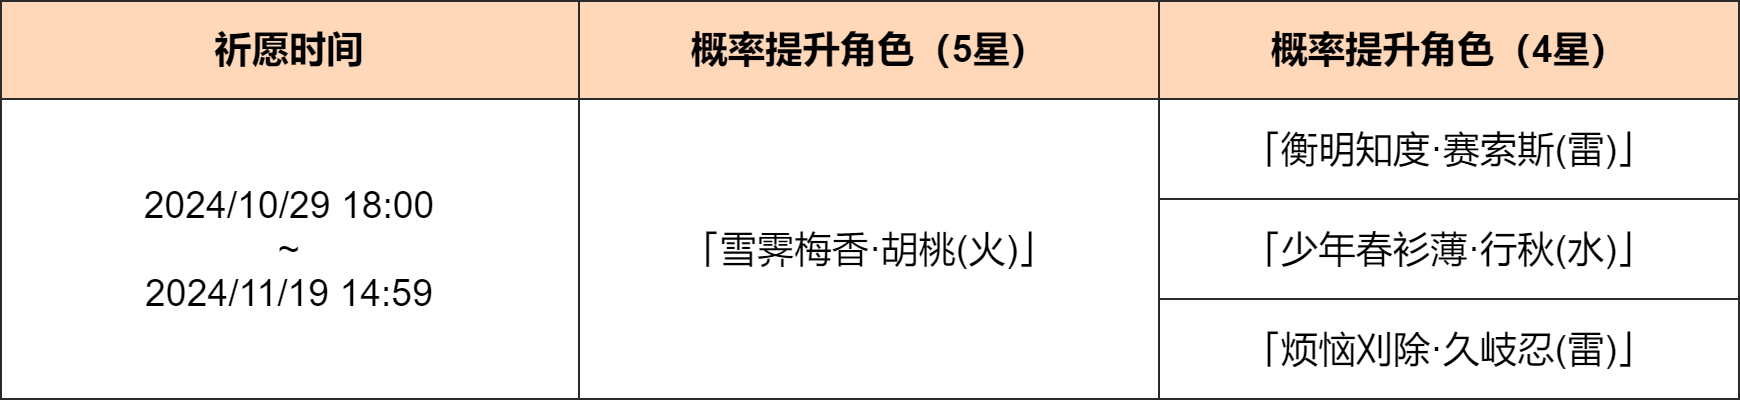 祈愿时间
概率提升角色（5星）
概率提升角色（4星）
2024/10/29 18:00
~
2024/11/19 14:59
「雪霁梅香·胡桃(火)」
「衡明知度·赛索斯(雷)」
「少年春衫薄·行秋(水)」
「烦恼刈除·久岐忍(雷)」